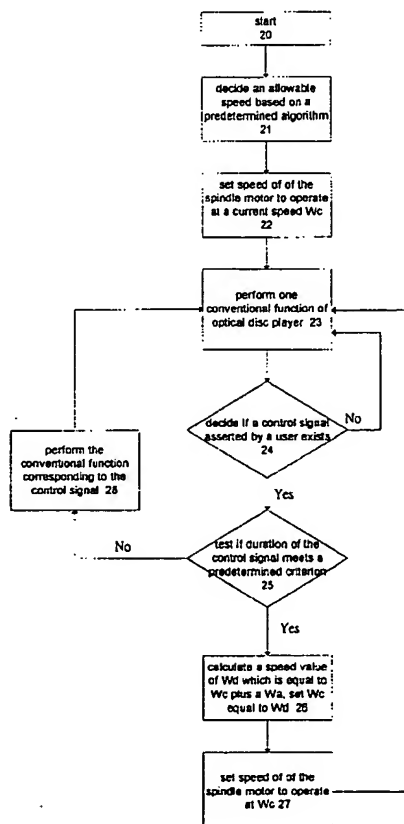 start
20
decide an allowable
speed based on a
predetermined algorithm
21
set speed of of the
spindle motor to operate
at a current speed Wc
22
perform one
conventional function of
optical disc player 23
decide if a control signal
asserted by a user exists
24
No
Yes
perform the
conventional function
corresponding to the
control signal 28
test if duration of the
control signal meets a
predetermined criterion
25
No
Yes
calculate a speed value
of Wd which is equal to
Wc plus a Wa, set Wc
equal to Wd 26
set speed of of the
spindle motor to operate
at Wc 27